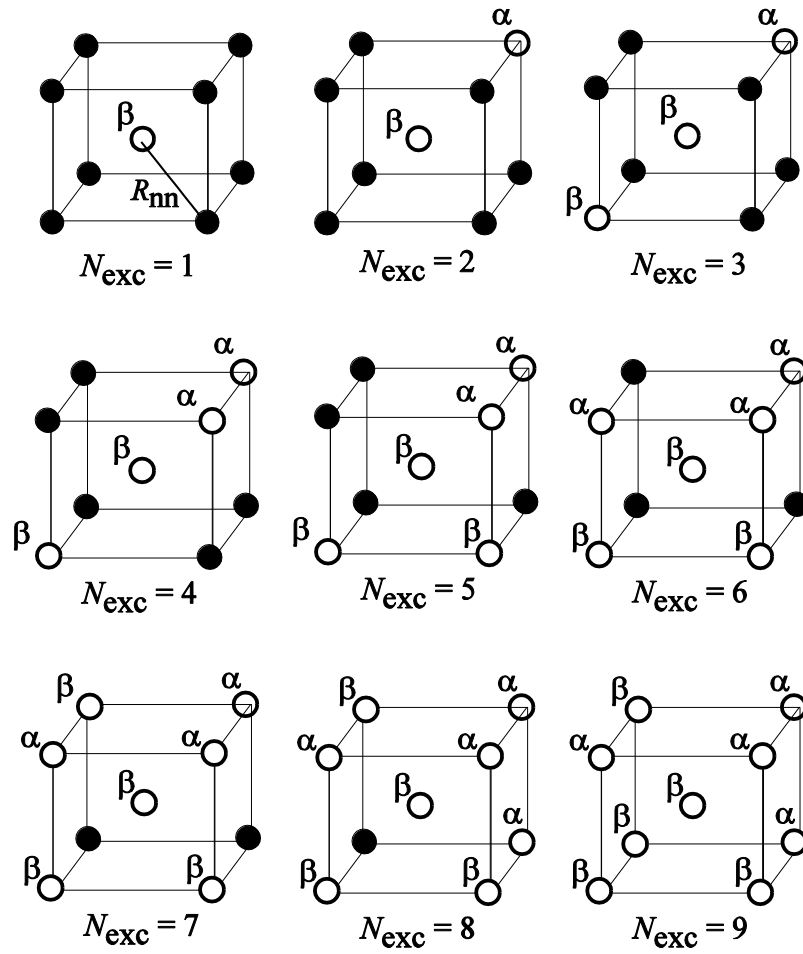 α
α
β
β
β
R_nn
β
N_exc = 1
N_exc = 2
N_exc = 3
α
α
α
α
α
α
α
β
β
β
β
β
β
β
β
β
N_exc = 4
N_exc = 5
N_exc = 6
β
α
β
α
β
α
α
α
α
α
α
α
β
β
β
β
α
α
β
β
β
β
β
β
N_exc = 7
N_exc = 8
N_exc = 9